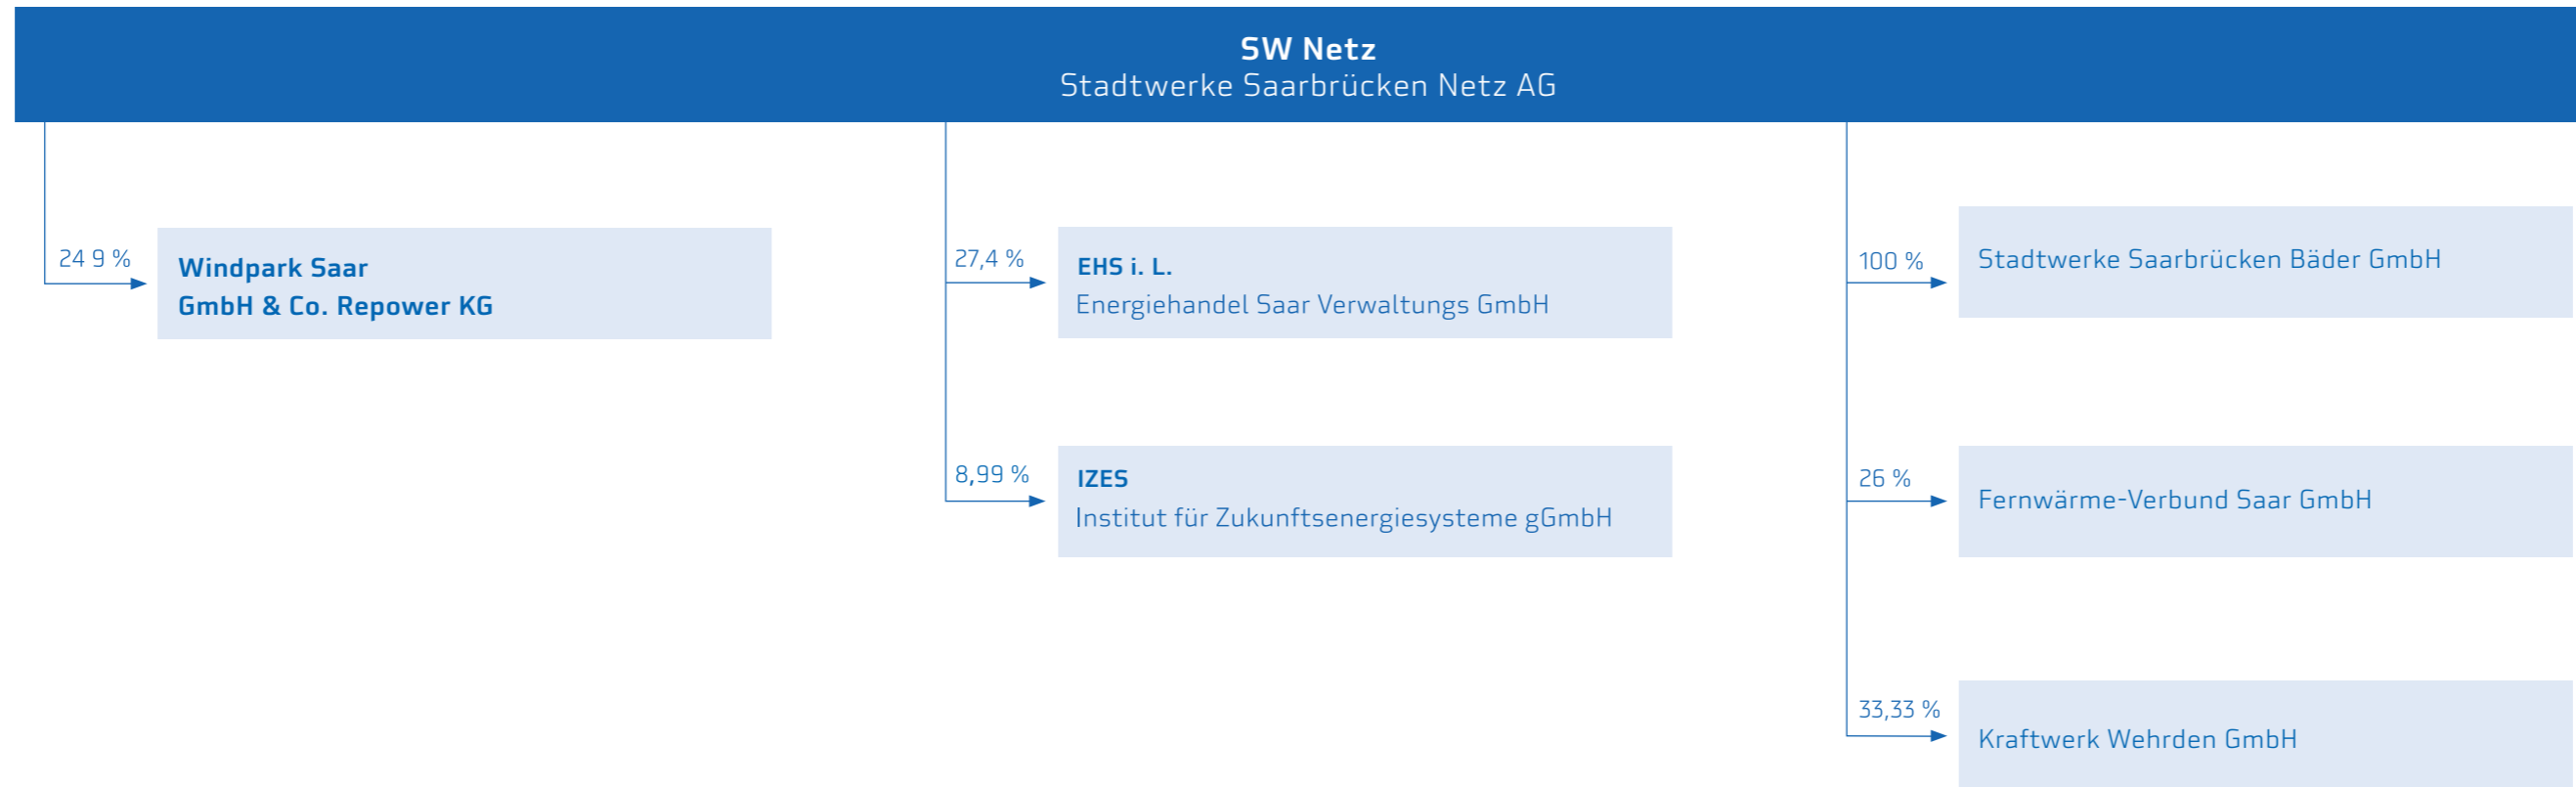 SW Netz
Stadtwerke Saarbrücken Netz AG
24 9 %
Windpark Saar
GmbH & Co. Repower KG
27,4 %
EHS i. L.
Energiehandel Saar Verwaltungs GmbH
8,99 %
IZES
Institut für Zukunftsenergiesysteme gGmbH
100 %
Stadtwerke Saarbrücken Bäder GmbH
26 %
Fernwärme-Verbund Saar GmbH
33,33 %
Kraftwerk Wehrden GmbH